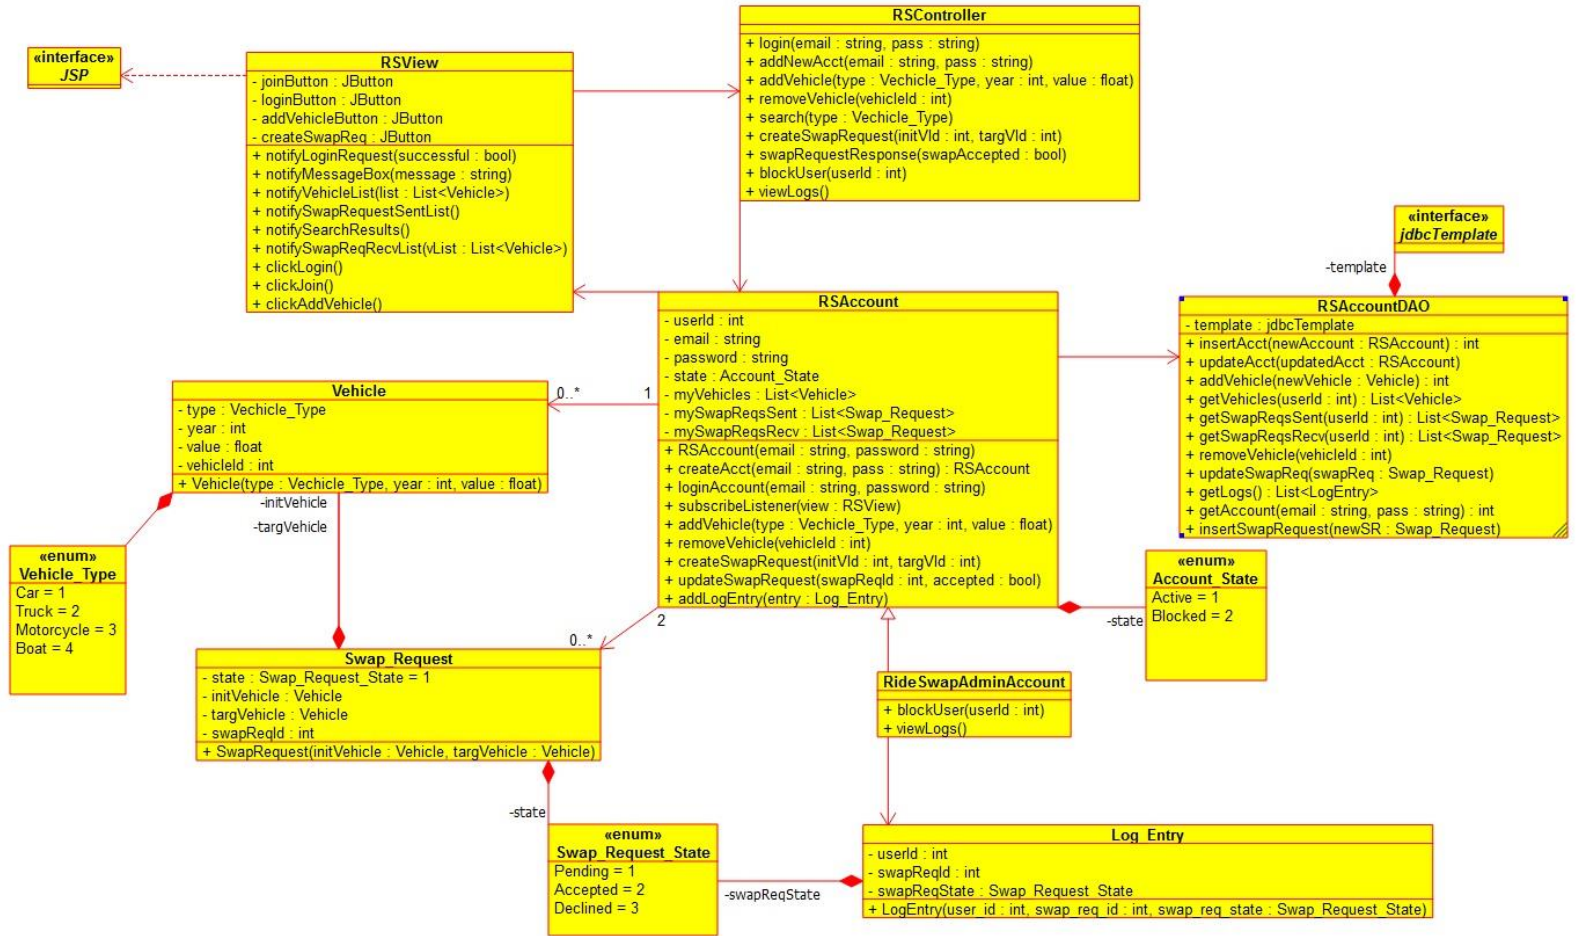 RSController
+ login(email : string, pass : string)
+ addNewAcct(email : string, pass : string)
+ addVehicle(type : Vechicle_Type, year : int, value : float)
+ removeVehicle(vehicleId : int)
+ search(type : Vechicle_Type)
+ createSwapRequest(initVId : int, targVId : int)
+ swapRequestResponse(swapAccepted : bool)
+ blockUser(userId : int)
+ viewLogs()
«interface»
JSP
RSView
- joinButton : JButton
- loginButton : JButton
- addVehicleButton : JButton
- createSwapReq : JButton
+ notifyLoginRequest(successful : bool)
+ notifyMessageBox(message : string)
+ notifyVehicleList(list : List<Vehicle>)
+ notifySwapRequestSentList()
+ notifySearchResults()
+ notifySwapReqRecvList(vList : List<Vehicle>)
+ clickLogin()
+ clickJoin()
+ clickAddVehicle()
«interface»
jdbcTemplate
-template
RSAccount
- userId : int
- email : string
- password : string
- state : Account_State
- myVehicles : List<Vehicle>
- mySwapReqsSent : List<Swap_Request>
- mySwapReqsRecv : List<Swap_Request>
+ RSAccount(email : string, password : string)
+ createAcct(email : string, pass : string) : RSAccount
+ loginAccount(email : string, password : string)
+ subscribeListener(view : RSView)
+ addVehicle(type : Vechicle_Type, year : int, value : float)
+ removeVehicle(vehicleId : int)
+ createSwapRequest(initVId : int, targVId : int)
+ updateSwapRequest(swapReqId : int, accepted : bool)
+ addLogEntry(entry : Log_Entry)
RSAccountDAO
- template : jdbcTemplate
+ insertAcct(newAccount : RSAccount) : int
+ updateAcct(updatedAcct : RSAccount)
+ addVehicle(newVehicle : Vehicle) : int
+ getVehicles(userId : int) : List<Vehicle>
+ getSwapReqsSent(userId : int) : List<Swap_Request>
+ getSwapReqsRecv(userId : int) : List<Swap_Request>
+ removeVehicle(vehicleId : int)
+ updateSwapReq(swapReq : Swap_Request)
+ getLogs() : List<LogEntry>
+ getAccount(email : string, pass : string) : int
+ insertSwapRequest(newSR : Swap_Request)
Vehicle
- type : Vechicle_Type
- year : int
- value : float
- vehicleId : int
+ Vehicle(type : Vechicle_Type, year : int, value : float)
0..*
1
-initVehicle
-targVehicle
«enum»
Vehicle_Type
Car = 1
Truck = 2
Motorcycle = 3
Boat = 4
«enum»
Account_State
Active = 1
Blocked = 2
-state
2
0..*
Swap_Request
- state : Swap_Request_State = 1
- initVehicle : Vehicle
- targVehicle : Vehicle
- swapReqId : int
+ SwapRequest(initVehicle : Vehicle, targVehicle : Vehicle)
RideSwapAdminAccount
+ blockUser(userId : int)
+ viewLogs()
-state
«enum»
Swap_Request_State
Pending = 1
Accepted = 2
Declined = 3
-swapReqState
Log_Entry
- userId : int
- swapReqId : int
- swapReqState : Swap_Request_State
+ LogEntry(user_id : int, swap_req_id : int, swap_req_state : Swap_Request_State)